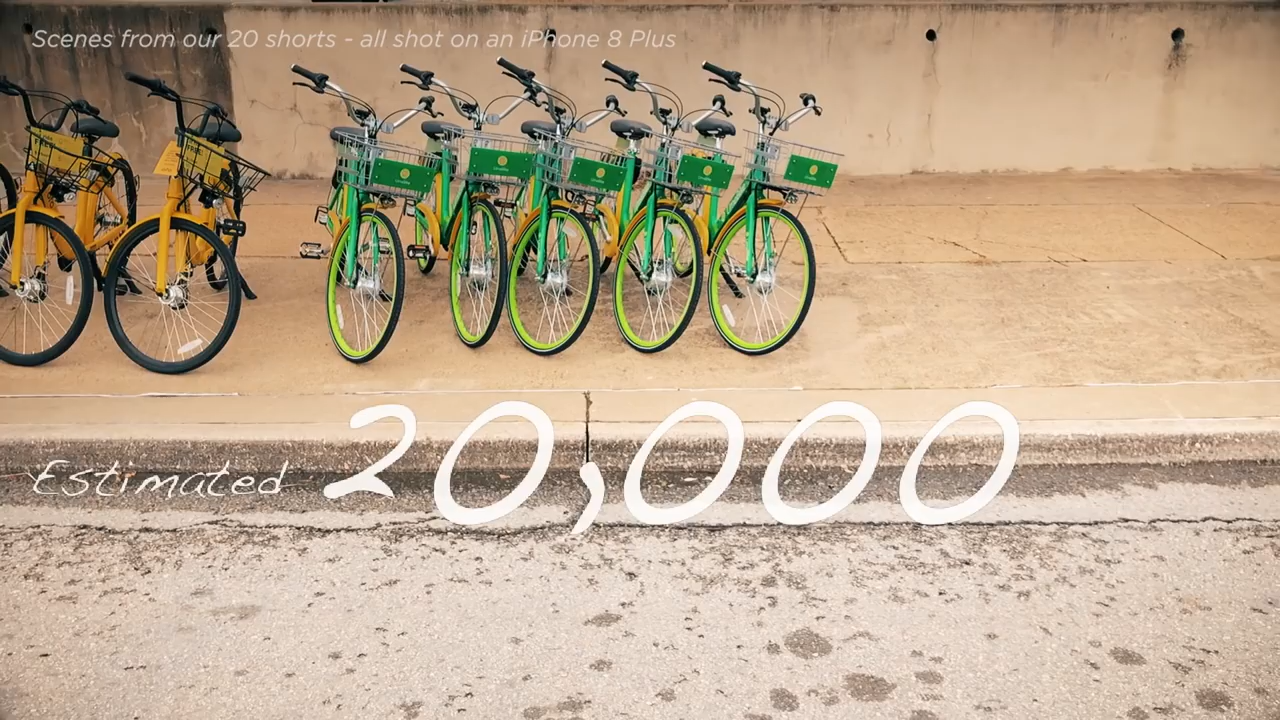 Scenes from our 20 shorts - all shot on an iPhone 8 Plus
Estimated 20,000